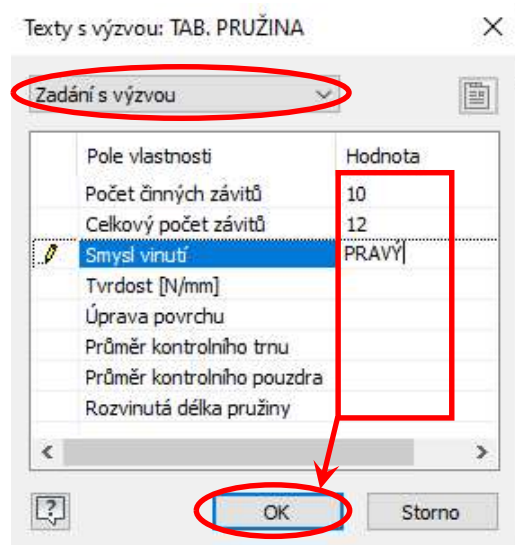 Texty s výzvou: TAB. PRUŽINA
Zadání s výzvou
Pole vlastnosti Hodnota
Počet činných závitů 10
Celkový počet závitů 12
Smysl vinutí PRAVÝ
Tvrdost [N/mm]
Úprava povrchu
Průměr kontrolního trnu
Průměr kontrolního pouzdra
Rozvinutá délka pružiny
OK Storno